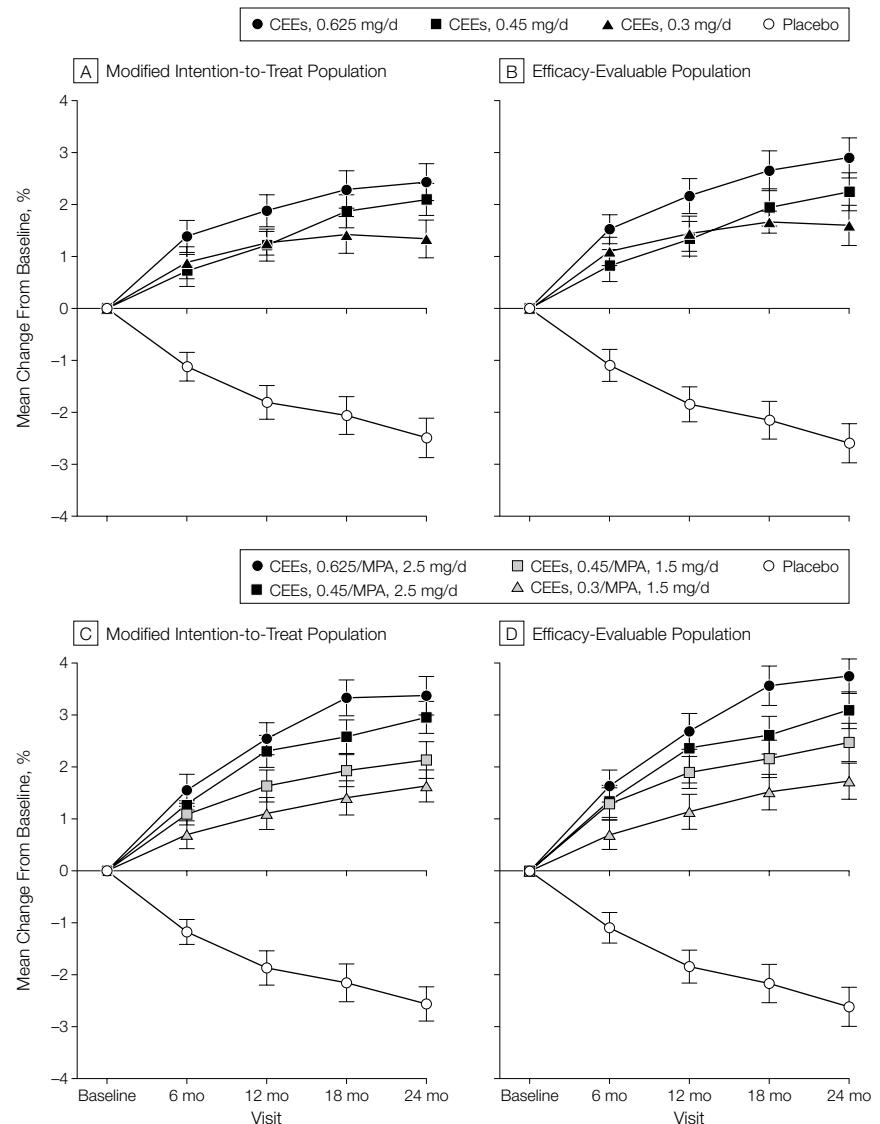 CEEs, 0.625 mg/d CEEs, 0.45 mg/d CEEs, 0.3 mg/d Placebo
A Modified Intention-to-Treat Population
B Efficacy-Evaluable Population
4
3
2
1
0
–1
–2
–3
–4
Mean Change From Baseline, %
CEEs, 0.625/MPA, 2.5 mg/d CEEs, 0.45/MPA, 1.5 mg/d Placebo
CEEs, 0.45/MPA, 2.5 mg/d CEEs, 0.3/MPA, 1.5 mg/d
C Modified Intention-to-Treat Population
D Efficacy-Evaluable Population
4
3
2
1
0
–1
–2
–3
–4
Mean Change From Baseline, %
Baseline 6 mo 12 mo 18 mo 24 mo
Visit
Baseline 6 mo 12 mo 18 mo 24 mo
Visit